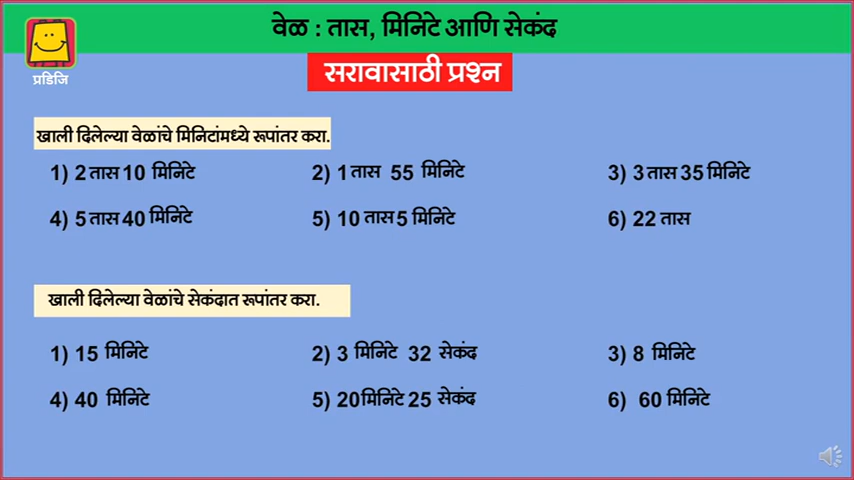 वेळ : तास, मिनिटे आणि सेकंद
प्रडिजि
सरावासाठी प्रश्न
खाली दिलेल्या वेळांचे मिनिटांमध्ये रूपांतर करा.
1) 2 तास 10 मिनिटे 2) 1 तास 55 मिनिटे 3) 3 तास 35 मिनिटे
4) 5 तास 40 मिनिटे 5) 10 तास 5 मिनिटे 6) 22 तास
खाली दिलेल्या वेळांचे सेकंदात रूपांतर करा.
1) 15 मिनिटे 2) 3 मिनिटे 32 सेकंद 3) 8 मिनिटे
4) 40 मिनिटे 5) 20 मिनिटे 25 सेकंद 6) 60 मिनिटे